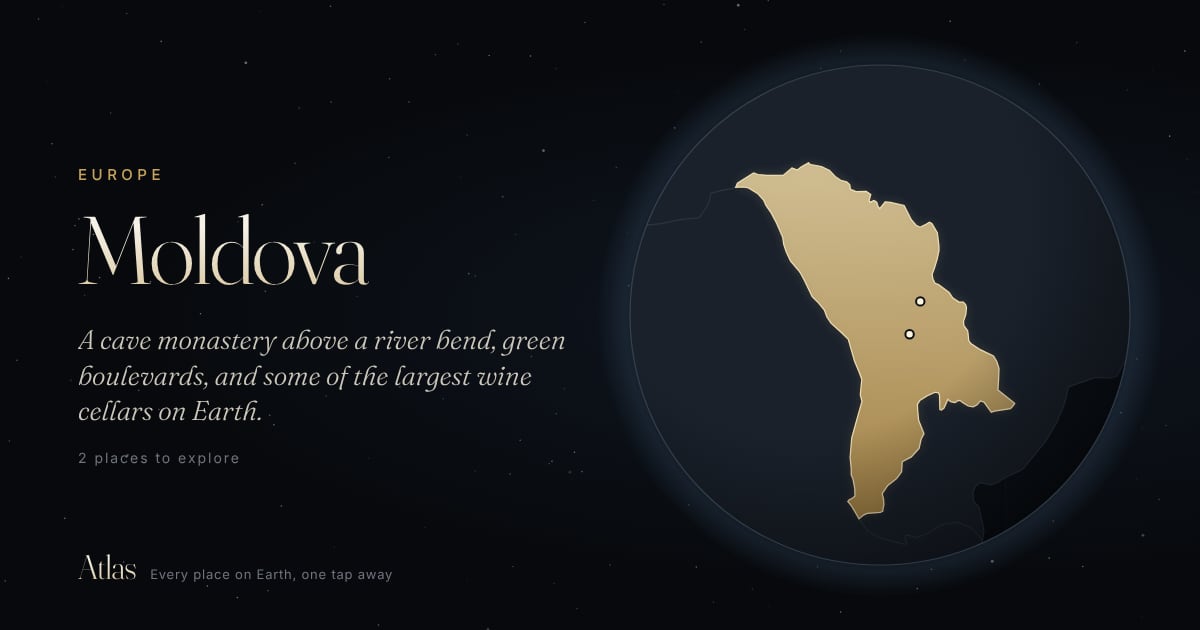 EUROPE
Moldova
A cave monastery above a river bend, green
boulevards, and some of the largest wine
cellars on Earth.
2 places to explore
Atlas Every place on Earth, one tap away